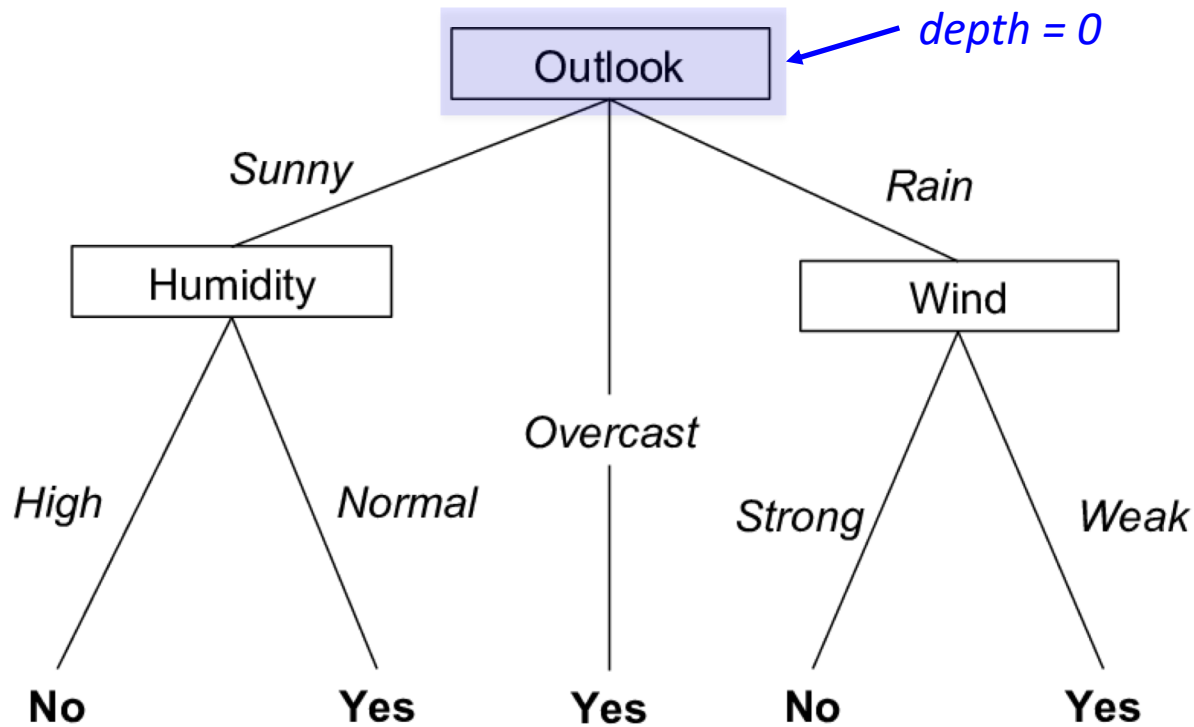 depth = 0
Outlook
Sunny
Rain
Humidity
Wind
Overcast
High
Normal
Strong
Weak
No
Yes
Yes
No
Yes